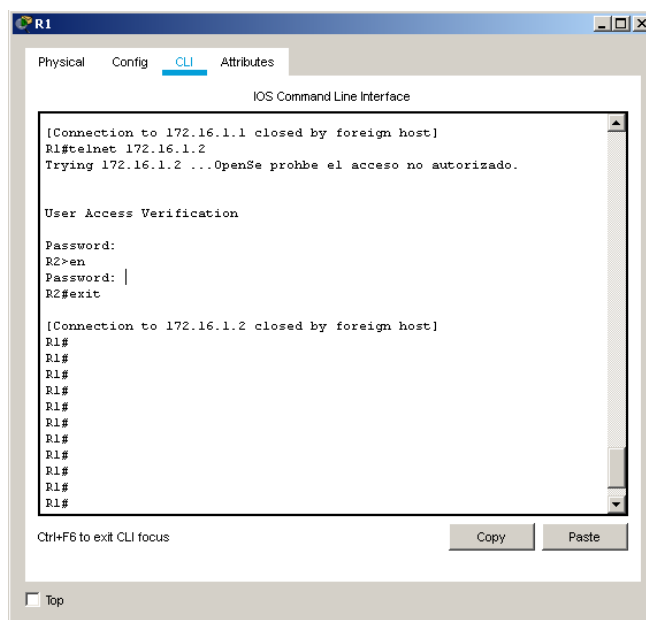 R1
Physical Config CLI Attributes
IOS Command Line Interface
[Connection to 172.16.1.1 closed by foreign host]
R1#telnet 172.16.1.2
Trying 172.16.1.2 ...OpenSe prohbe el acceso no autorizado.
User Access Verification
Password:
R2>en
Password:
R2#exit
[Connection to 172.16.1.2 closed by foreign host]
R1#
R1#
R1#
R1#
R1#
R1#
R1#
R1#
R1#
R1#
R1#
Ctrl+F6 to exit CLI focus
Copy Paste
Top